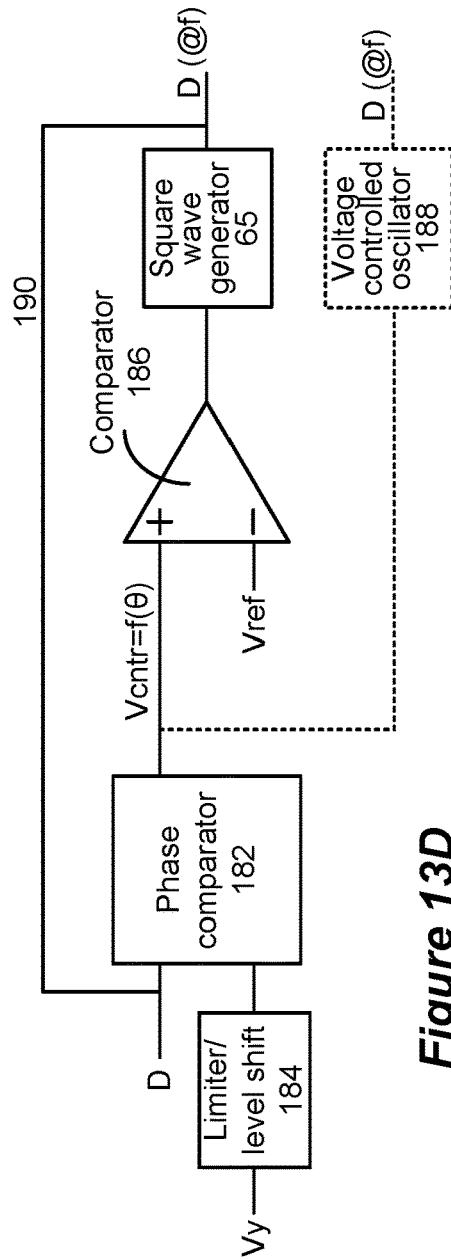 190
D
Vy
Limiter/
level shift
184
Phase
comparator
182
Vcntr=f(θ)
Vref
+
−
Comparator
186
Square
wave
generator
65
D (@f)
Voltage
controlled
oscillator
188
D (@f)
Figure 13D